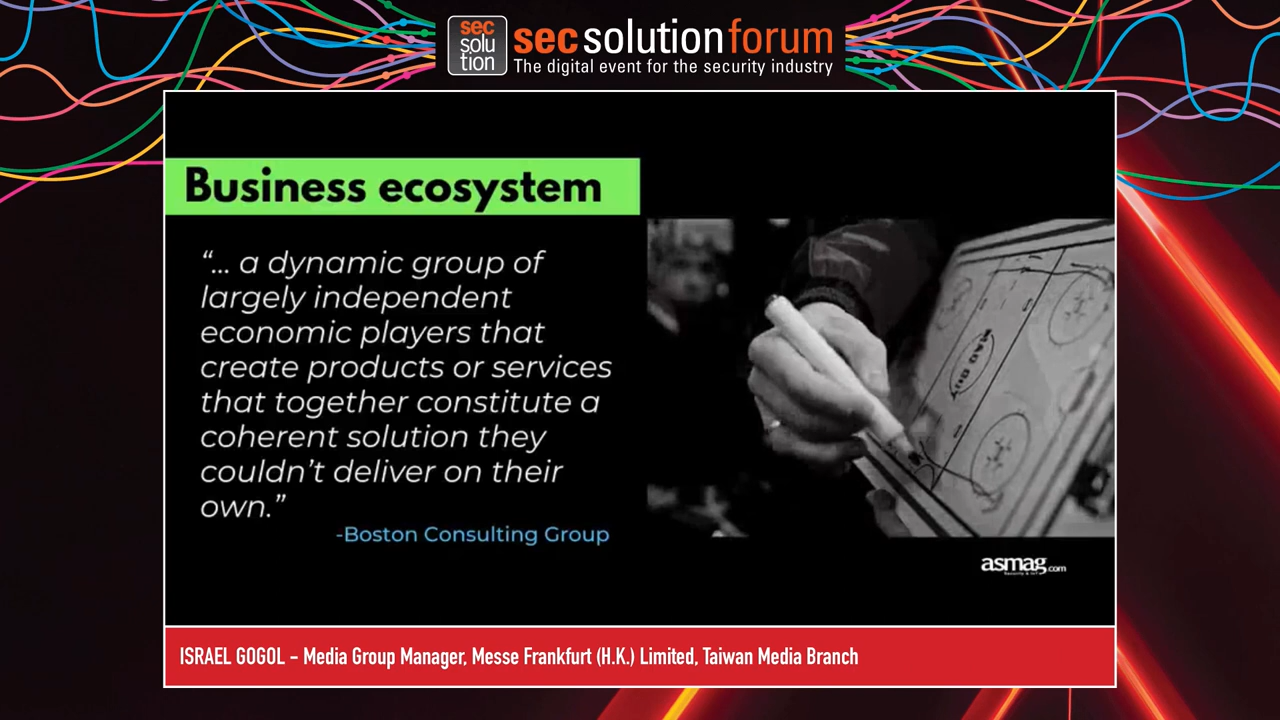 sec
solu
tion
secsolutionforum
The digital event for the security industry
Business ecosystem
“... a dynamic group of
largely independent
economic players that
create products or services
that together constitute a
coherent solution they
couldn’t deliver on their
own.”
-Boston Consulting Group
asmag.com
ISRAEL GOGOL – Media Group Manager, Messe Frankfurt (H.K.) Limited, Taiwan Media Branch